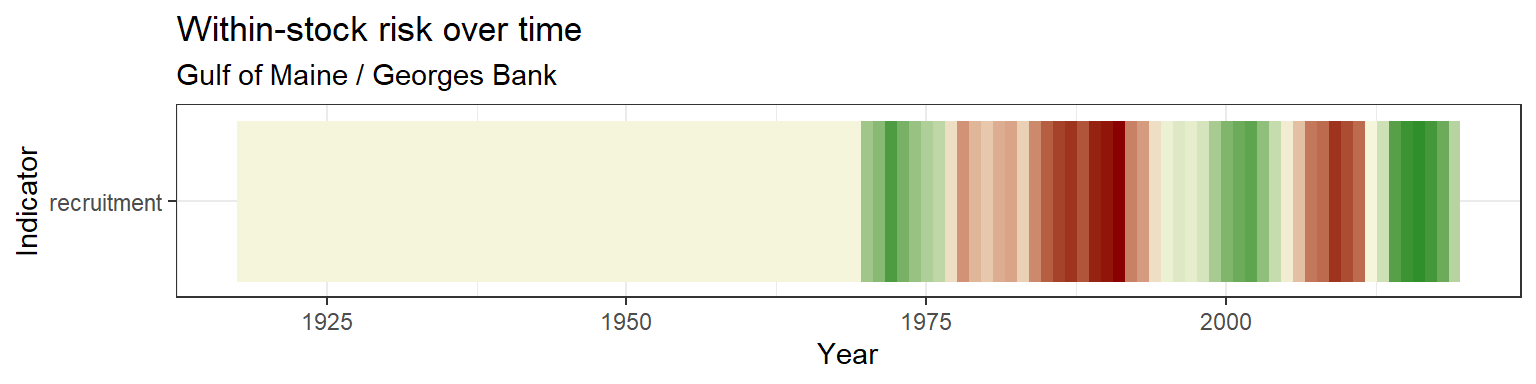 Within-stock risk over time
Gulf of Maine / Georges Bank
Indicator
recruitment
1925 1950 1975 2000
Year